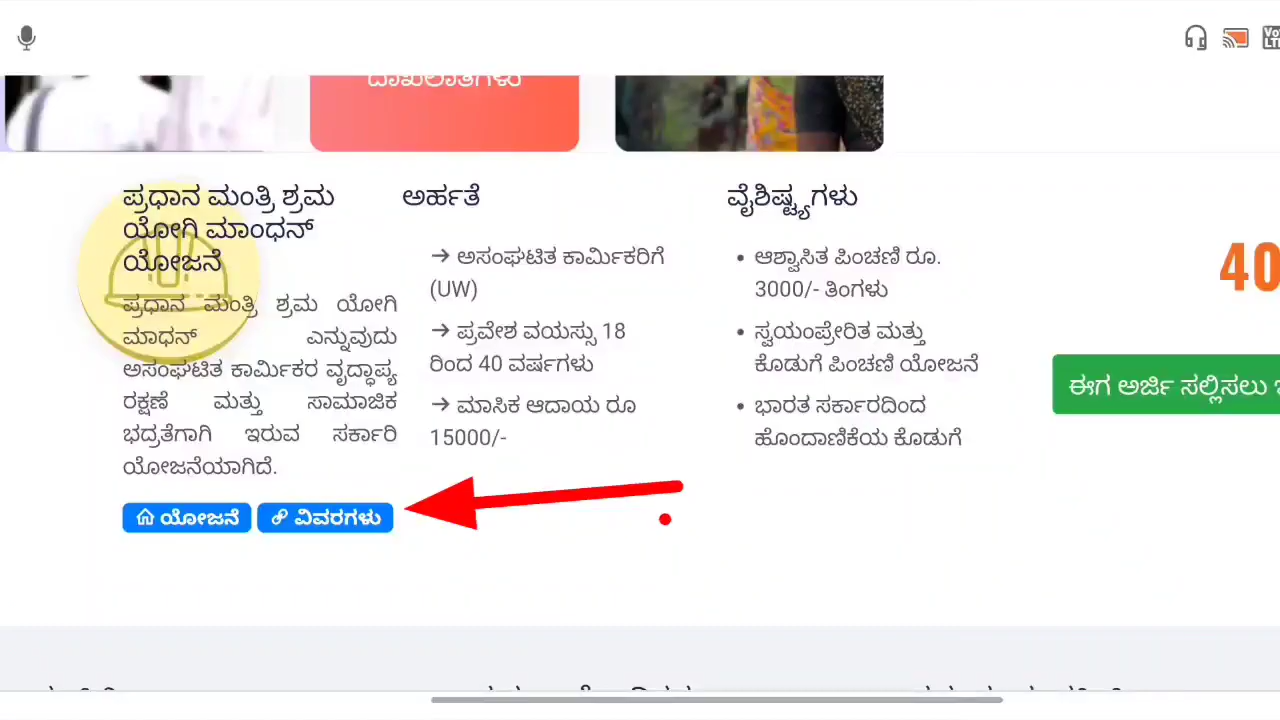 ದಾಖಲಾತಿಗಳು
ಪ್ರಧಾನ ಮಂತ್ರಿ ಶ್ರಮ
ಯೋಗಿ ಮಾಂಧನ್
ಯೋಜನೆ
ಪ್ರಧಾನ ಮಂತ್ರಿ ಶ್ರಮ ಯೋಗಿ
ಮಾಧನ್ ಎನ್ನುವುದು
ಅಸಂಘಟಿತ ಕಾರ್ಮಿಕರ ವೃದ್ಧಾಪ್ಯ
ರಕ್ಷಣೆ ಮತ್ತು ಸಾಮಾಜಿಕ
ಭದ್ರತೆಗಾಗಿ ಇರುವ ಸರ್ಕಾರಿ
ಯೋಜನೆಯಾಗಿದೆ.
ಯೋಜನೆ ವಿವರಗಳು
ಅರ್ಹತೆ
→ ಅಸಂಘಟಿತ ಕಾರ್ಮಿಕರಿಗೆ
(UW)
→ ಪ್ರವೇಶ ವಯಸ್ಸು 18
ರಿಂದ 40 ವರ್ಷಗಳು
→ ಮಾಸಿಕ ಆದಾಯ ರೂ
15000/-
ವೈಶಿಷ್ಟ್ಯಗಳು
• ಆಶ್ವಾಸಿತ ಪಿಂಚಣಿ ರೂ.
3000/- ತಿಂಗಳು
• ಸ್ವಯಂಪ್ರೇರಿತ ಮತ್ತು
ಕೊಡುಗೆ ಪಿಂಚಣಿ ಯೋಜನೆ
• ಭಾರತ ಸರ್ಕಾರದಿಂದ
ಹೊಂದಾಣಿಕೆಯ ಕೊಡುಗೆ
40
ಈಗ ಅರ್ಜಿ ಸಲ್ಲಿಸಲು